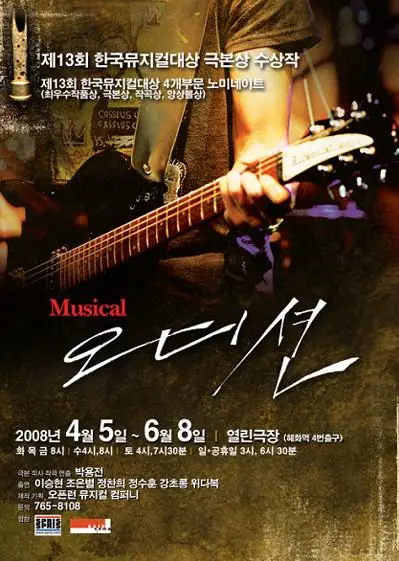 제13회 한국뮤지컬대상 극본상 수상작
제13회 한국뮤지컬대상 4개부문 노미네이트
(최우수작품상, 극본상, 작곡상, 앙상블상)
Musical
오디션
2008년 4월 5일 ~ 6월 8일 | 열린극장 (혜화역 4번출구)
화 목 금 8시 | 수4시,8시 | 토 4시,7시30분 | 일·공휴일 3시, 6시 30분
극본 작사 작곡 연출 박용전
출연 이승현 조은별 정찬희 정수훈 강초롱 위다복
제작 기획 오픈런 뮤지컬 컴퍼니
문의 765-8108
협찬